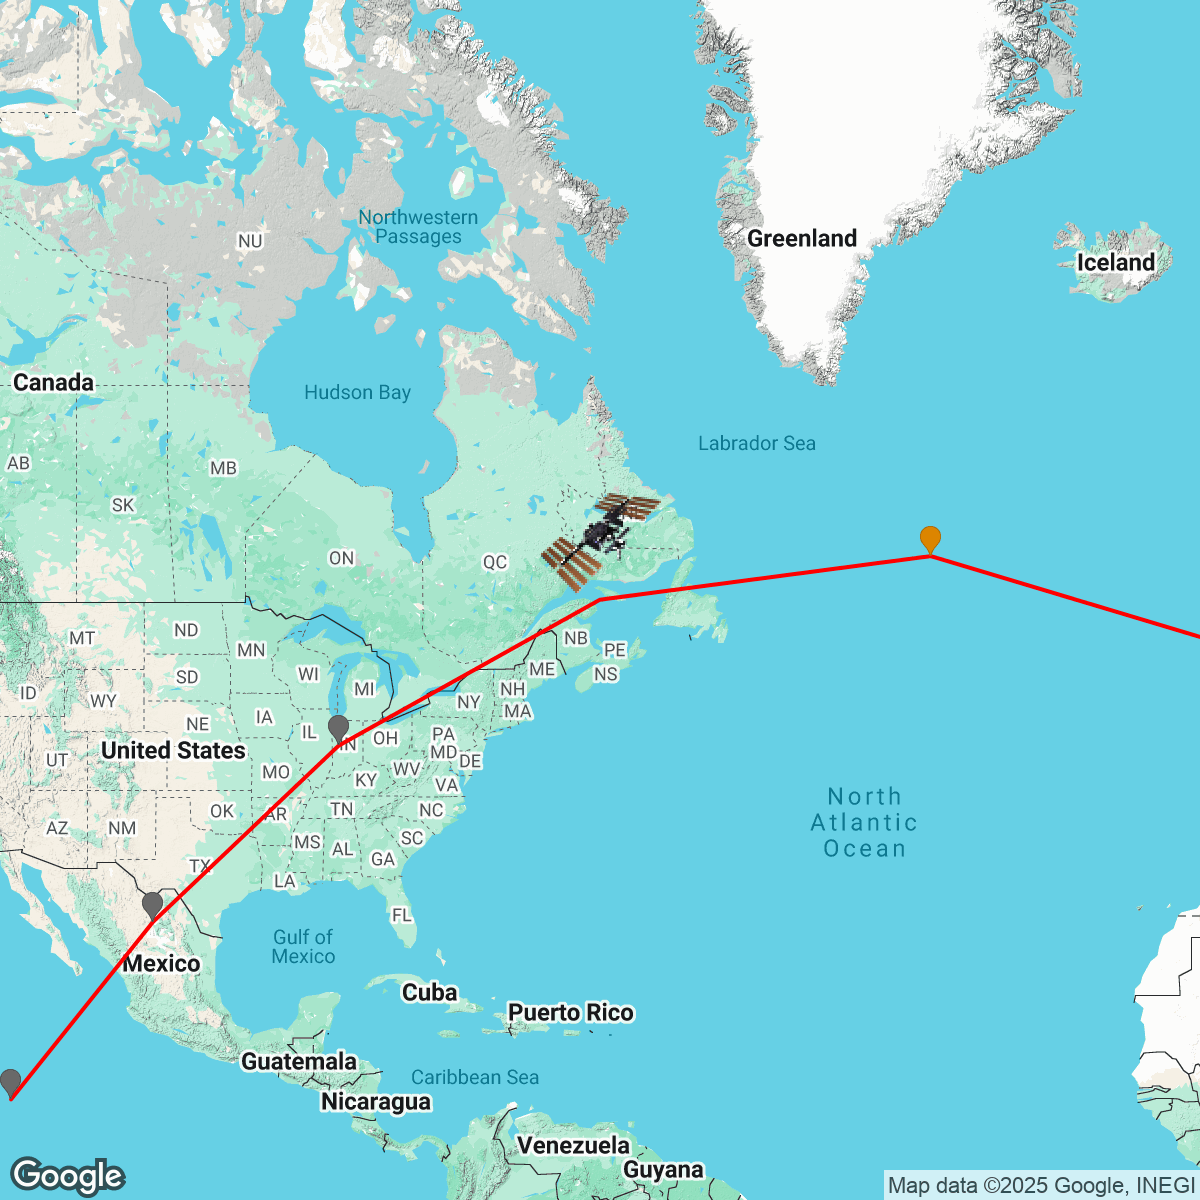 NU
Northwestern
Passages
Greenland
Iceland
Canada
Hudson Bay
Labrador Sea
AB
MB
SK
ON
QC
MT
ND
MN
NB
PE
WI
ME
NS
SD
MI
ID
WY
NH
NY
MA
NE
IA
IL
OH
PA
United States
IN
MD
UT
DE
MO
WV
KY
VA
OK
AR
TN
NC
AZ
NM
MS
AL
SC
TX
GA
LA
FL
North
Atlantic
Ocean
Gulf of
Mexico
Mexico
Cuba
Puerto Rico
Guatemala
Caribbean Sea
Nicaragua
Venezuela
Guyana
Google
Map data ©2025 Google, INEGI